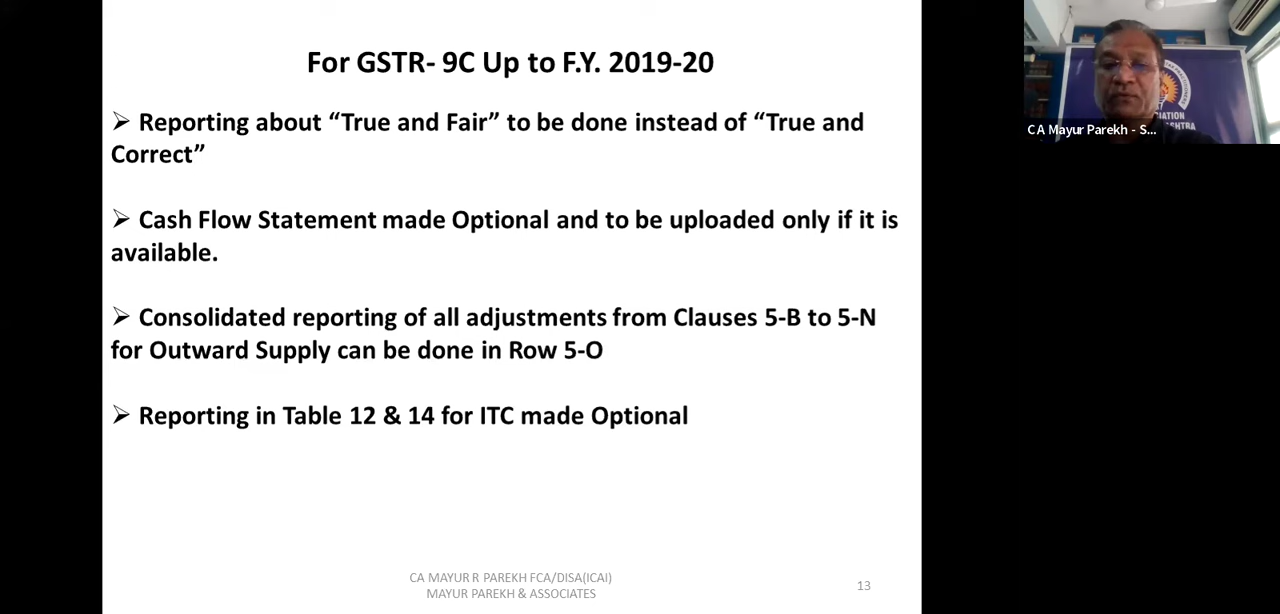 For GSTR- 9C Up to F.Y. 2019-20
➢ Reporting about “True and Fair” to be done instead of “True and
Correct”
➢ Cash Flow Statement made Optional and to be uploaded only if it is
available.
➢ Consolidated reporting of all adjustments from Clauses 5-B to 5-N
for Outward Supply can be done in Row 5-O
➢ Reporting in Table 12 & 14 for ITC made Optional
CA MAYUR R PAREKH FCA/DISA(ICAI)
MAYUR PAREKH & ASSOCIATES
13
CA Mayur Parekh - S...